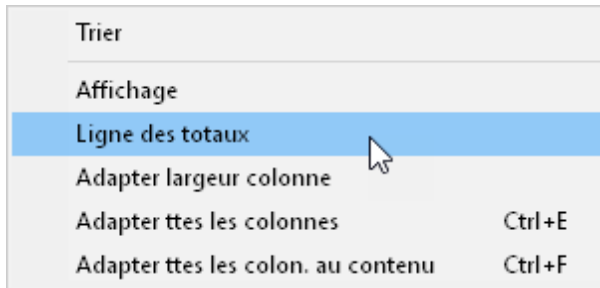 Trier
Affichage
Ligne des totaux
Adapter largeur colonne
Adapter ttes les colonnes Ctrl+E
Adapter ttes les colon. au contenu Ctrl+F